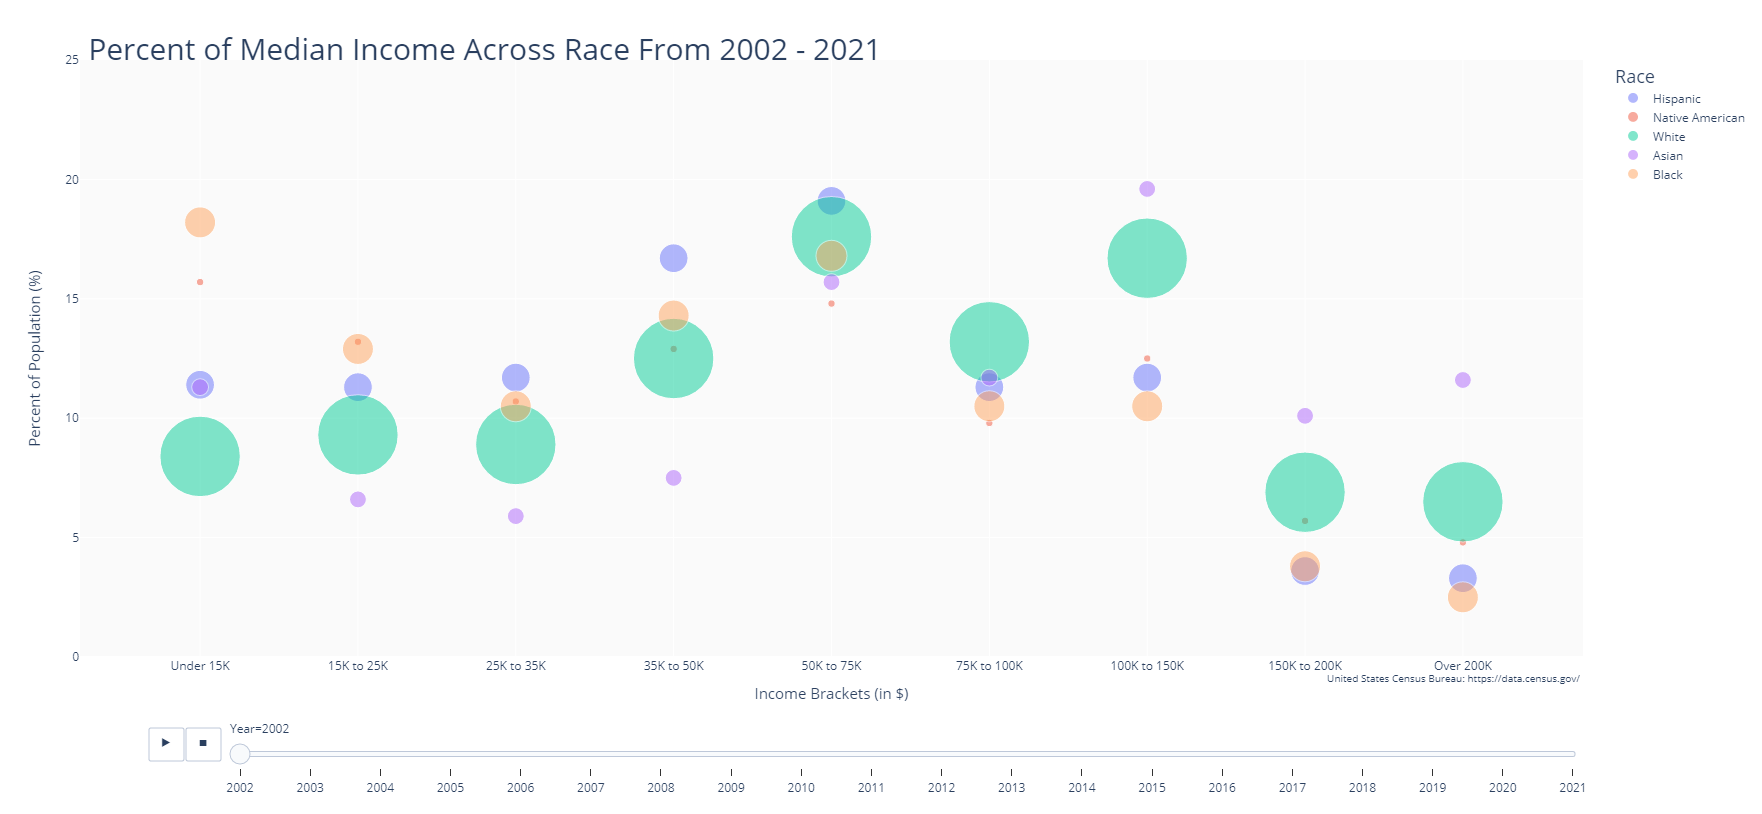 Percent of Median Income Across Race From 2002 - 2021
25
20
15
10
5
0
Percent of Population (%)
Under 15K
15K to 25K
25K to 35K
35K to 50K
50K to 75K
75K to 100K
100K to 150K
150K to 200K
Over 200K
United States Census Bureau: https://data.census.gov/
Income Brackets (in $)
Race
Hispanic
Native American
White
Asian
Black
Year=2002
2002
2003
2004
2005
2006
2007
2008
2009
2010
2011
2012
2013
2014
2015
2016
2017
2018
2019
2020
2021